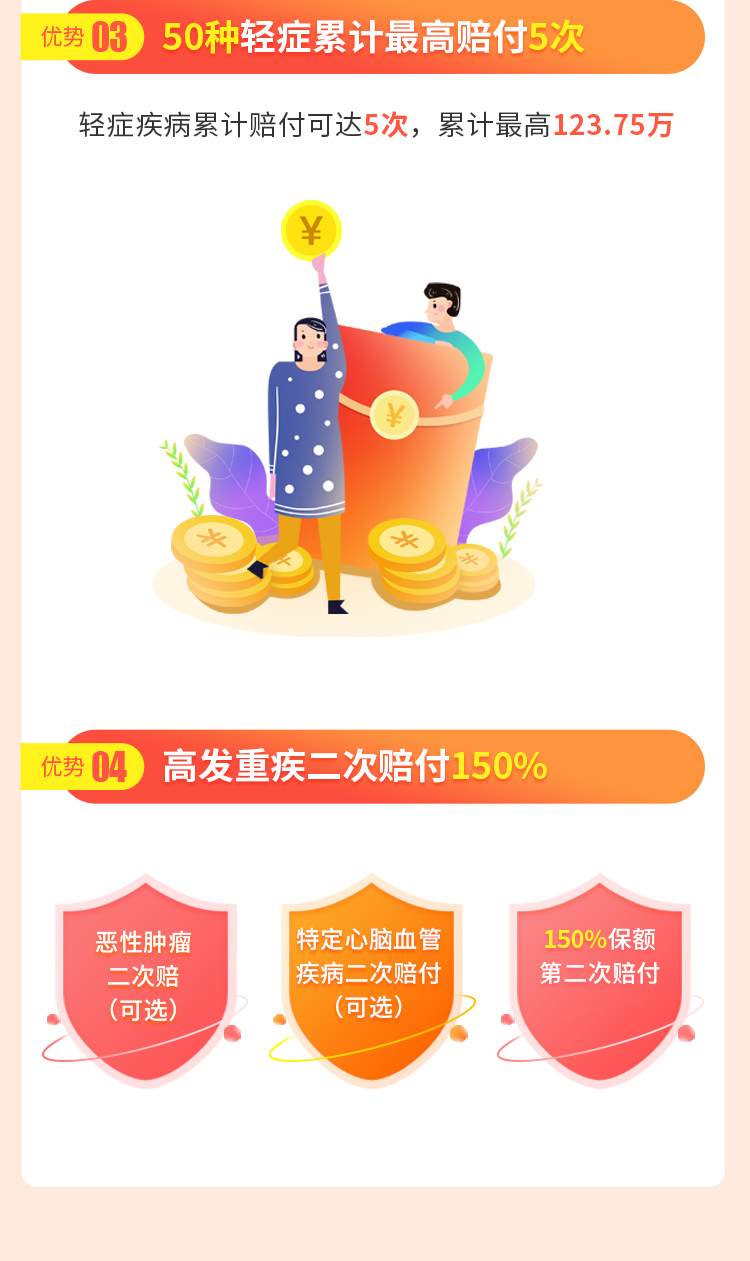 优势 03 50种轻症累计最高赔付5次
轻症疾病累计赔付可达5次，累计最高123.75万
¥
¥
优势 04 高发重疾二次赔付150%
恶性肿瘤
二次赔
（可选）
特定心脑血管
疾病二次赔付
（可选）
150%保额
第二次赔付